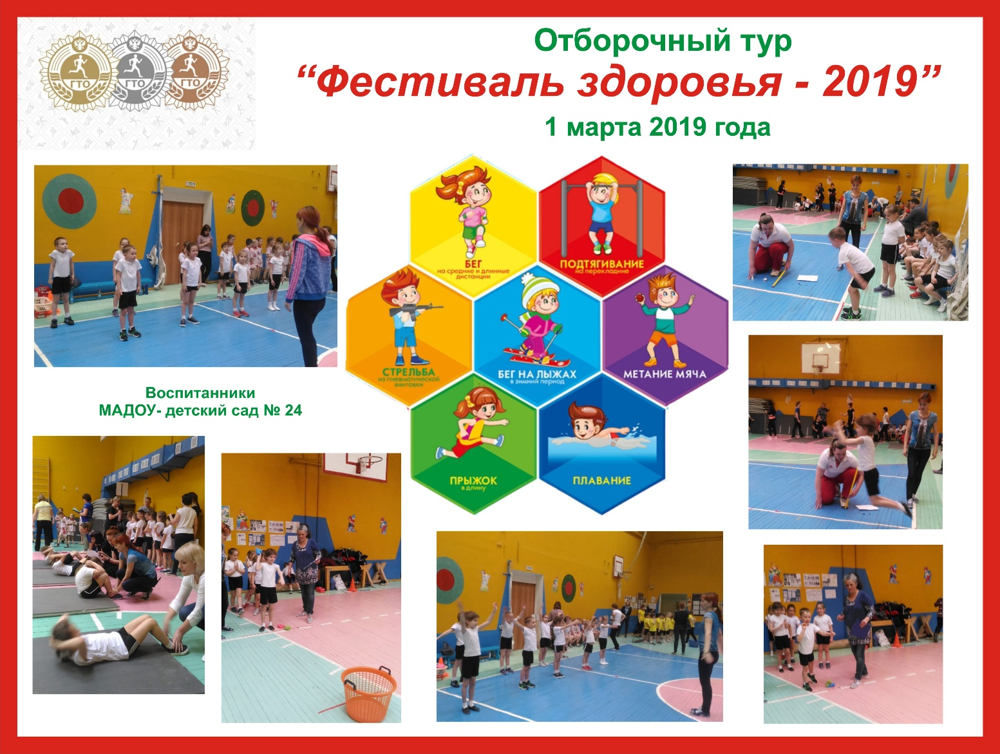 ГТО
ГТО
ГТО
Отборочный тур
“Фестиваль здоровья - 2019”
1 марта 2019 года
БЕГ
на средние и длинные
дистанции
ПОДТЯГИВАНИЕ
на перекладине
СТРЕЛЬБА
из пневматической
винтовки
БЕГ НА ЛЫЖАХ
в зимний период
МЕТАНИЕ МЯЧА
ПРЫЖОК
в длину
ПЛАВАНИЕ
Воспитанники
МАДОУ- детский сад № 24